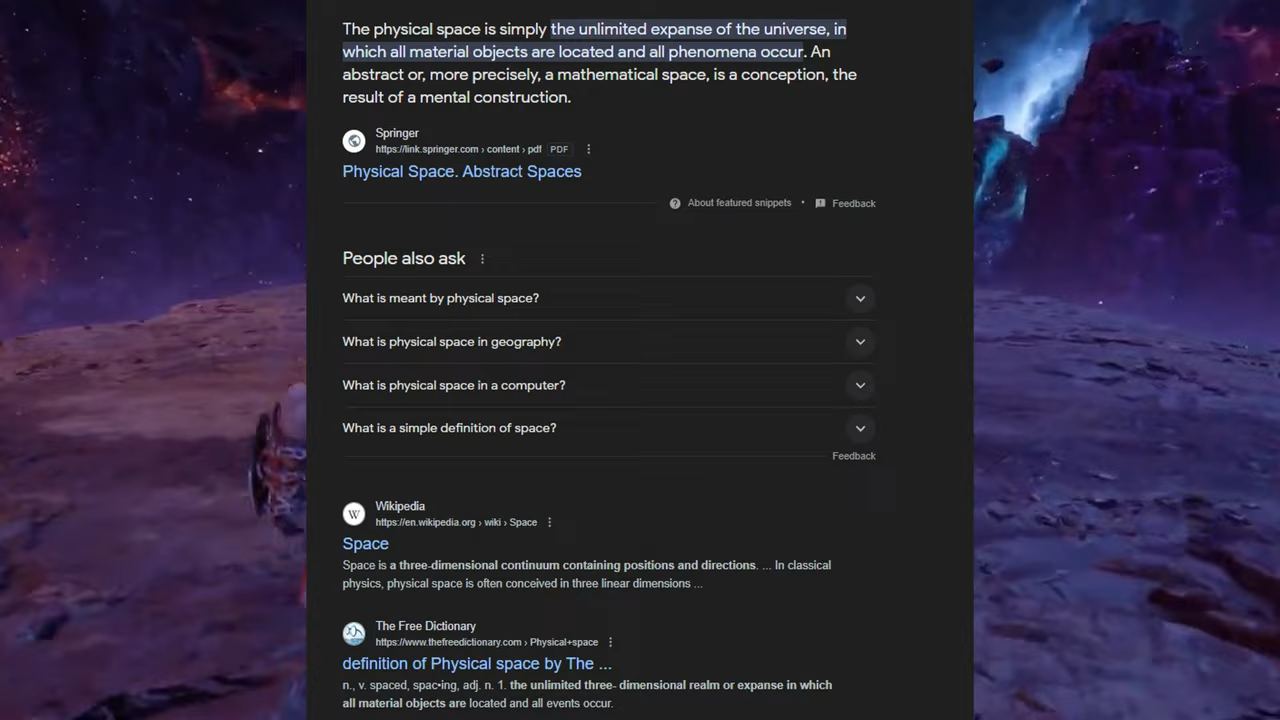 The physical space is simply the unlimited expanse of the universe, in
which all material objects are located and all phenomena occur. An
abstract or, more precisely, a mathematical space, is a conception, the
result of a mental construction.
Springer
https://link.springer.com › content › pdf PDF
Physical Space. Abstract Spaces
About featured snippets • Feedback
People also ask
What is meant by physical space?
What is physical space in geography?
What is physical space in a computer?
What is a simple definition of space?
Feedback
W
Wikipedia
https://en.wikipedia.org › wiki › Space
Space
Space is a three-dimensional continuum containing positions and directions. ... In classical
physics, physical space is often conceived in three linear dimensions ...
The Free Dictionary
https://www.thefreedictionary.com › Physical+space
definition of Physical space by The ...
n., v. spaced, spac•ing, adj. n. 1. the unlimited three- dimensional realm or expanse in which
all material objects are located and all events occur.